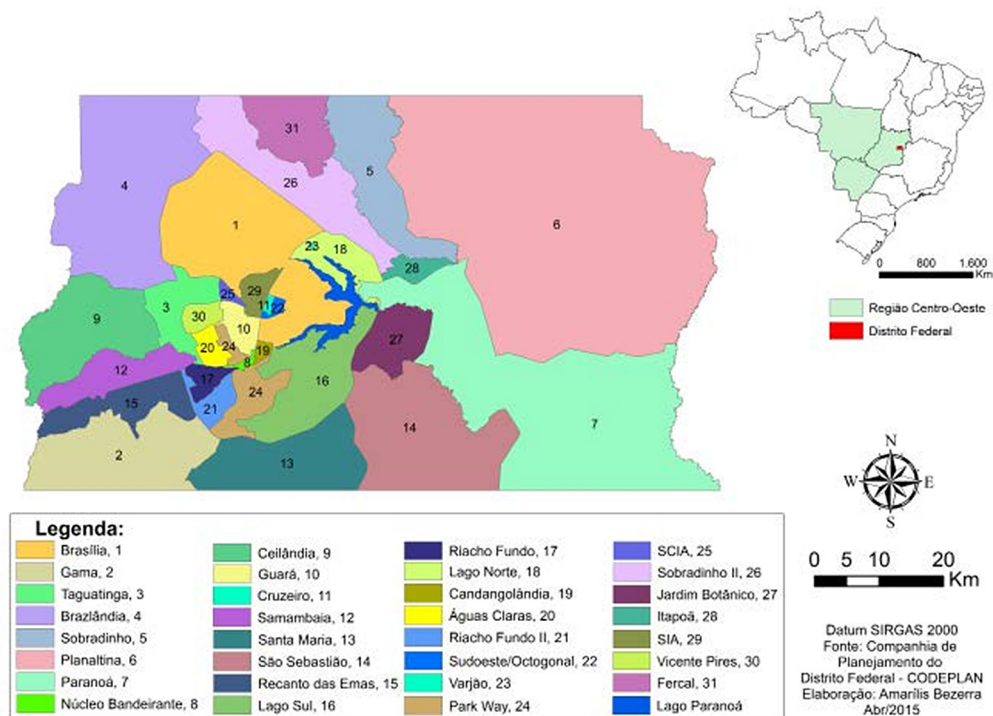 31
4
5
26
1
6
23
18
28
25
29
11
22
3
9
30
10
27
20
24
19
8
12
17
16
24
15
21
14
7
2
13
0 800 1.600
Km
Região Centro-Oeste
Distrito Federal
N
W E
S
0 5 10 20
Km
Legenda:
Brasília, 1
Gama, 2
Taguatinga, 3
Brazlândia, 4
Sobradinho, 5
Planaltina, 6
Paranoá, 7
Núcleo Bandeirante, 8
Ceilândia, 9
Guará, 10
Cruzeiro, 11
Samambaia, 12
Santa Maria, 13
São Sebastião, 14
Recanto das Emas, 15
Lago Sul, 16
Riacho Fundo, 17
Lago Norte, 18
Candangolândia, 19
Águas Claras, 20
Riacho Fundo II, 21
Sudoeste/Octogonal, 22
Varjão, 23
Park Way, 24
SCIA, 25
Sobradinho II, 26
Jardim Botânico, 27
Itapoã, 28
SIA, 29
Vicente Pires, 30
Fercal, 31
Lago Paranoá
Datum SIRGAS 2000
Fonte: Companhia de
Planejamento do
Distrito Federal - CODEPLAN
Elaboração: Amarílis Bezerra
Abr/2015